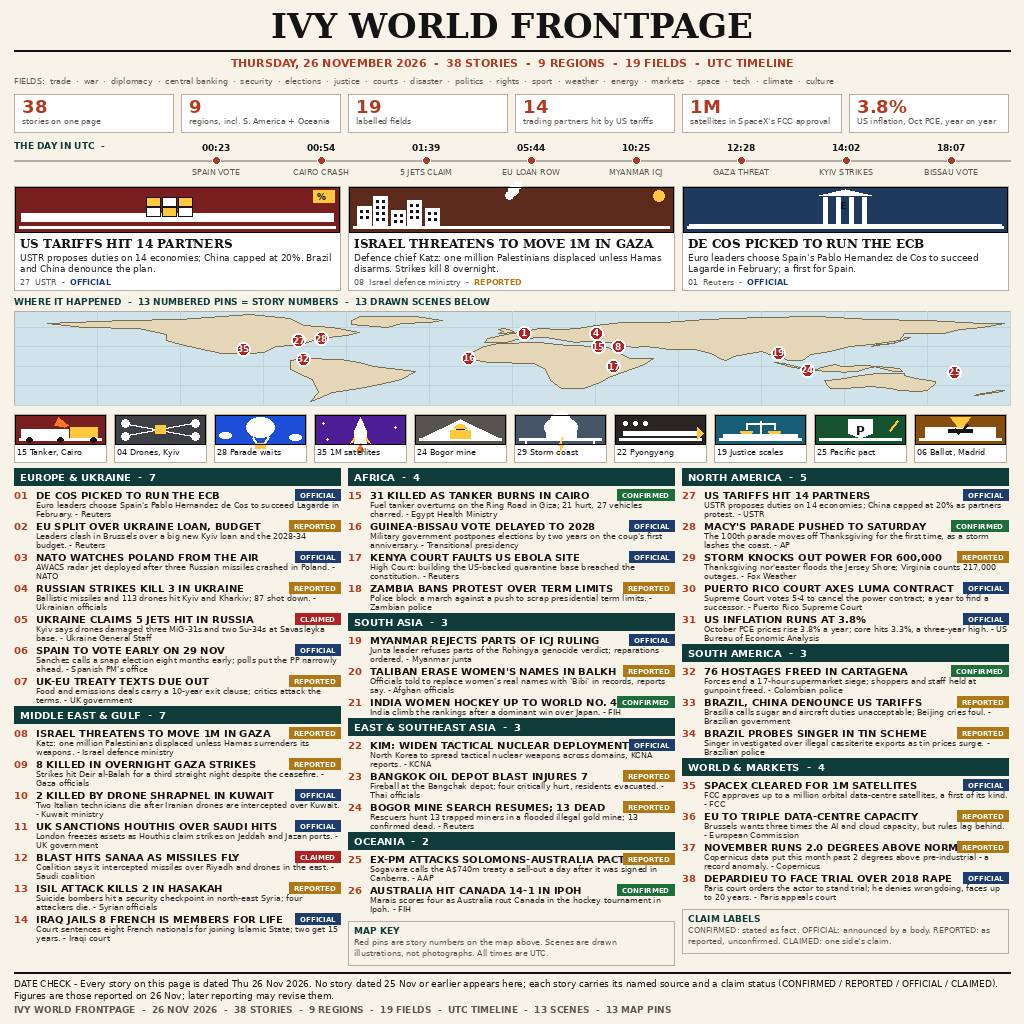 IVY WORLD FRONTPAGE
THURSDAY, 26 NOVEMBER 2026 - 38 STORIES - 9 REGIONS - 19 FIELDS - UTC TIMELINE
FIELDS: trade · war · diplomacy · central banking · security · elections · justice · courts · disaster · politics · rights · sport · weather · energy · markets · space · tech · climate · culture
38
stories on one page
9
regions, incl. S. America + Oceania
19
labelled fields
14
trading partners hit by US tariffs
1M
satellites in SpaceX's FCC approval
3.8%
US inflation, Oct PCE, year on year
THE DAY IN UTC -
00:23
SPAIN VOTE
00:54
CAIRO CRASH
01:39
5 JETS CLAIM
05:44
EU LOAN ROW
10:25
MYANMAR ICJ
12:28
GAZA THREAT
14:02
KYIV STRIKES
18:07
BISSAU VOTE
%
US TARIFFS HIT 14 PARTNERS
USTR proposes duties on 14 economies; China capped at 20%. Brazil
and China denounce the plan.
27 USTR - OFFICIAL
ISRAEL THREATENS TO MOVE 1M IN GAZA
Defence chief Katz: one million Palestinians displaced unless Hamas
disarms. Strikes kill 8 overnight.
08 Israel defence ministry - REPORTED
E
DE COS PICKED TO RUN THE ECB
Euro leaders choose Spain's Pablo Hernandez de Cos to succeed
Lagarde in February; a first for Spain.
01 Reuters - OFFICIAL
WHERE IT HAPPENED - 13 NUMBERED PINS = STORY NUMBERS - 13 DRAWN SCENES BELOW
35
27
28
32
16
1
4
15
8
17
19
24
25
15 Tanker, Cairo
04 Drones, Kyiv
28 Parade waits
35 1M satellites
24 Bogor mine
29 Storm coast
22 Pyongyang
19 Justice scales
P
25 Pacific pact
06 Ballot, Madrid
EUROPE & UKRAINE - 7
01 DE COS PICKED TO RUN THE ECB OFFICIAL
Euro leaders choose Spain's Pablo Hernandez de Cos to succeed Lagarde in
February. - Reuters
02 EU SPLIT OVER UKRAINE LOAN, BUDGET REPORTED
Leaders clash in Brussels over a big new Kyiv loan and the 2028-34
budget. - Reuters
03 NATO WATCHES POLAND FROM THE AIR OFFICIAL
AWACS radar jet deployed after three Russian missiles crashed in Poland. -
NATO
04 RUSSIAN STRIKES KILL 3 IN UKRAINE REPORTED
Ballistic missiles and 113 drones hit Kyiv and Kharkiv; 87 shot down. -
Ukrainian officials
05 UKRAINE CLAIMS 5 JETS HIT IN RUSSIA CLAIMED
Kyiv says drones damaged three MiG-31s and two Su-34s at Savasleyka
base. - Ukraine General Staff
06 SPAIN TO VOTE EARLY ON 29 NOV OFFICIAL
Sanchez calls a snap election eight months early; polls put the PP narrowly
ahead. - Spanish PM's office
07 UK-EU TREATY TEXTS DUE OUT REPORTED
Food and emissions deals carry a 10-year exit clause; critics attack the
terms. - UK government
MIDDLE EAST & GULF - 7
08 ISRAEL THREATENS TO MOVE 1M IN GAZA REPORTED
Katz: one million Palestinians displaced unless Hamas surrenders its
weapons. - Israel defence ministry
09 8 KILLED IN OVERNIGHT GAZA STRIKES REPORTED
Strikes hit Deir al-Balah for a third straight night despite the ceasefire. -
Gaza officials
10 2 KILLED BY DRONE SHRAPNEL IN KUWAIT OFFICIAL
Two Italian technicians die after Iranian drones are intercepted over Kuwait.
- Kuwait ministry
11 UK SANCTIONS HOUTHIS OVER SAUDI HITS OFFICIAL
London freezes assets as Houthis claim strikes on Jeddah and Jazan ports. -
UK government
12 BLAST HITS SANAA AS MISSILES FLY CLAIMED
Coalition says it intercepted missiles over Riyadh and drones in the east. -
Saudi coalition
13 ISIL ATTACK KILLS 2 IN HASAKAH REPORTED
Suicide bombers hit a security checkpoint in north-east Syria; four
attackers die. - Syrian officials
14 IRAQ JAILS 8 FRENCH IS MEMBERS FOR LIFE OFFICIAL
Court sentences eight French nationals for joining Islamic State; two get 15
years. - Iraqi court
AFRICA - 4
15 31 KILLED AS TANKER BURNS IN CAIRO CONFIRMED
Fuel tanker overturns on the Ring Road in Giza; 21 hurt, 27 vehicles
charred. - Egypt Health Ministry
16 GUINEA-BISSAU VOTE DELAYED TO 2028 OFFICIAL
Military government postpones elections by two years on the coup's first
anniversary. - Transitional presidency
17 KENYA COURT FAULTS US EBOLA SITE OFFICIAL
High Court: building the US-backed quarantine base breached the
constitution. - Reuters
18 ZAMBIA BANS PROTEST OVER TERM LIMITS REPORTED
Police block a march against a push to scrap presidential term limits. -
Zambian police
SOUTH ASIA - 3
19 MYANMAR REJECTS PARTS OF ICJ RULING OFFICIAL
Junta leader refuses parts of the Rohingya genocide verdict; reparations
ordered. - Myanmar junta
20 TALIBAN ERASE WOMEN'S NAMES IN BALKH REPORTED
Officials told to replace women's real names with 'Bibi' in records, reports
say. - Afghan officials
21 INDIA WOMEN HOCKEY UP TO WORLD NO. 4 CONFIRMED
India climb the rankings after a dominant win over Japan. - FIH
EAST & SOUTHEAST ASIA - 3
22 KIM: WIDEN TACTICAL NUCLEAR DEPLOYMENT OFFICIAL
North Korea to spread tactical nuclear weapons across domains, KCNA
reports. - KCNA
23 BANGKOK OIL DEPOT BLAST INJURES 7 REPORTED
Fireball at the Bangchak depot; four critically hurt, residents evacuated. -
Thai officials
24 BOGOR MINE SEARCH RESUMES; 13 DEAD REPORTED
Rescuers hunt 13 trapped miners in a flooded illegal gold mine; 13
confirmed dead. - Reuters
OCEANIA - 2
25 EX-PM ATTACKS SOLOMONS-AUSTRALIA PACT REPORTED
Sogavare calls the A$740m treaty a sell-out a day after it was signed in
Canberra. - AAP
26 AUSTRALIA HIT CANADA 14-1 IN IPOH CONFIRMED
Marais scores four as Australia rout Canada in the hockey tournament in
Ipoh. - FIH
MAP KEY
Red pins are story numbers on the map above. Scenes are drawn
illustrations, not photographs. All times are UTC.
NORTH AMERICA - 5
27 US TARIFFS HIT 14 PARTNERS OFFICIAL
USTR proposes duties on 14 economies; China capped at 20% as partners
protest. - USTR
28 MACY'S PARADE PUSHED TO SATURDAY CONFIRMED
The 100th parade moves off Thanksgiving for the first time, as a storm
lashes the coast. - AP
29 STORM KNOCKS OUT POWER FOR 600,000 REPORTED
Thanksgiving nor'easter floods the Jersey Shore; Virginia counts 217,000
outages. - Fox Weather
30 PUERTO RICO COURT AXES LUMA CONTRACT OFFICIAL
Supreme Court votes 5-4 to cancel the power contract; a year to find a
successor. - Puerto Rico Supreme Court
31 US INFLATION RUNS AT 3.8% OFFICIAL
October PCE prices rise 3.8% a year; core hits 3.3%, a three-year high. - US
Bureau of Economic Analysis
SOUTH AMERICA - 3
32 76 HOSTAGES FREED IN CARTAGENA CONFIRMED
Forces end a 17-hour supermarket siege; shoppers and staff held at
gunpoint freed. - Colombian police
33 BRAZIL, CHINA DENOUNCE US TARIFFS REPORTED
Brasilia calls sugar and aircraft duties unacceptable; Beijing cries foul. -
Brazilian government
34 BRAZIL PROBES SINGER IN TIN SCHEME REPORTED
Singer investigated over illegal cassiterite exports as tin prices surge. -
Brazilian police
WORLD & MARKETS - 4
35 SPACEX CLEARED FOR 1M SATELLITES OFFICIAL
FCC approves up to a million orbital data-centre satellites, a first of its kind.
- FCC
36 EU TO TRIPLE DATA-CENTRE CAPACITY REPORTED
Brussels wants three times the AI and cloud capacity, but rules lag behind.
- European Commission
37 NOVEMBER RUNS 2.0 DEGREES ABOVE NORM REPORTED
Copernicus data put this month past 2 degrees above pre-industrial - a
record anomaly. - Copernicus
38 DEPARDIEU TO FACE TRIAL OVER 2018 RAPE OFFICIAL
Paris court orders the actor to stand trial; he denies wrongdoing, faces up
to 20 years. - Paris appeals court
CLAIM LABELS
CONFIRMED: stated as fact. OFFICIAL: announced by a body. REPORTED: as
reported, unconfirmed. CLAIMED: one side's claim.
DATE CHECK - Every story on this page is dated Thu 26 Nov 2026. No story dated 25 Nov or earlier appears here; each story carries its named source and a claim status (CONFIRMED / REPORTED / OFFICIAL / CLAIMED).
Figures are those reported on 26 Nov; later reporting may revise them.
IVY WORLD FRONTPAGE - 26 NOV 2026 - 38 STORIES - 9 REGIONS - 19 FIELDS - UTC TIMELINE - 13 SCENES - 13 MAP PINS